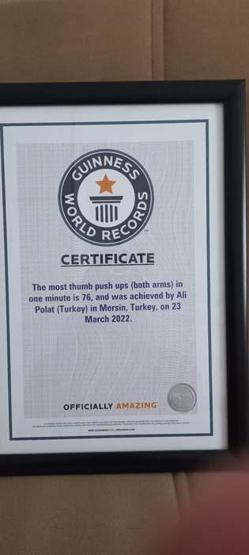 GUINNESS
WORLD RECORDS
CERTIFICATE
The most thumb push ups (both arms) in
one minute is 76, and was achieved by Ali
Polat (Turkey) in Mersin, Turkey, on 23
March 2022.
OFFICIALLY AMAZING